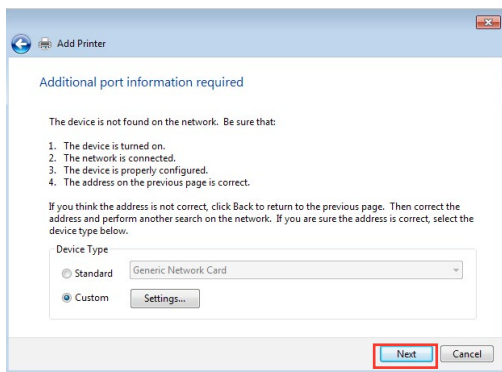 Add Printer
Additional port information required
The device is not found on the network. Be sure that:
1. The device is turned on.
2. The network is connected.
3. The device is properly configured.
4. The address on the previous page is correct.
If you think the address is not correct, click Back to return to the previous page. Then correct the
address and perform another search on the network. If you are sure the address is correct, select the
device type below.
Device Type
Standard Generic Network Card
Custom Settings...
Next Cancel